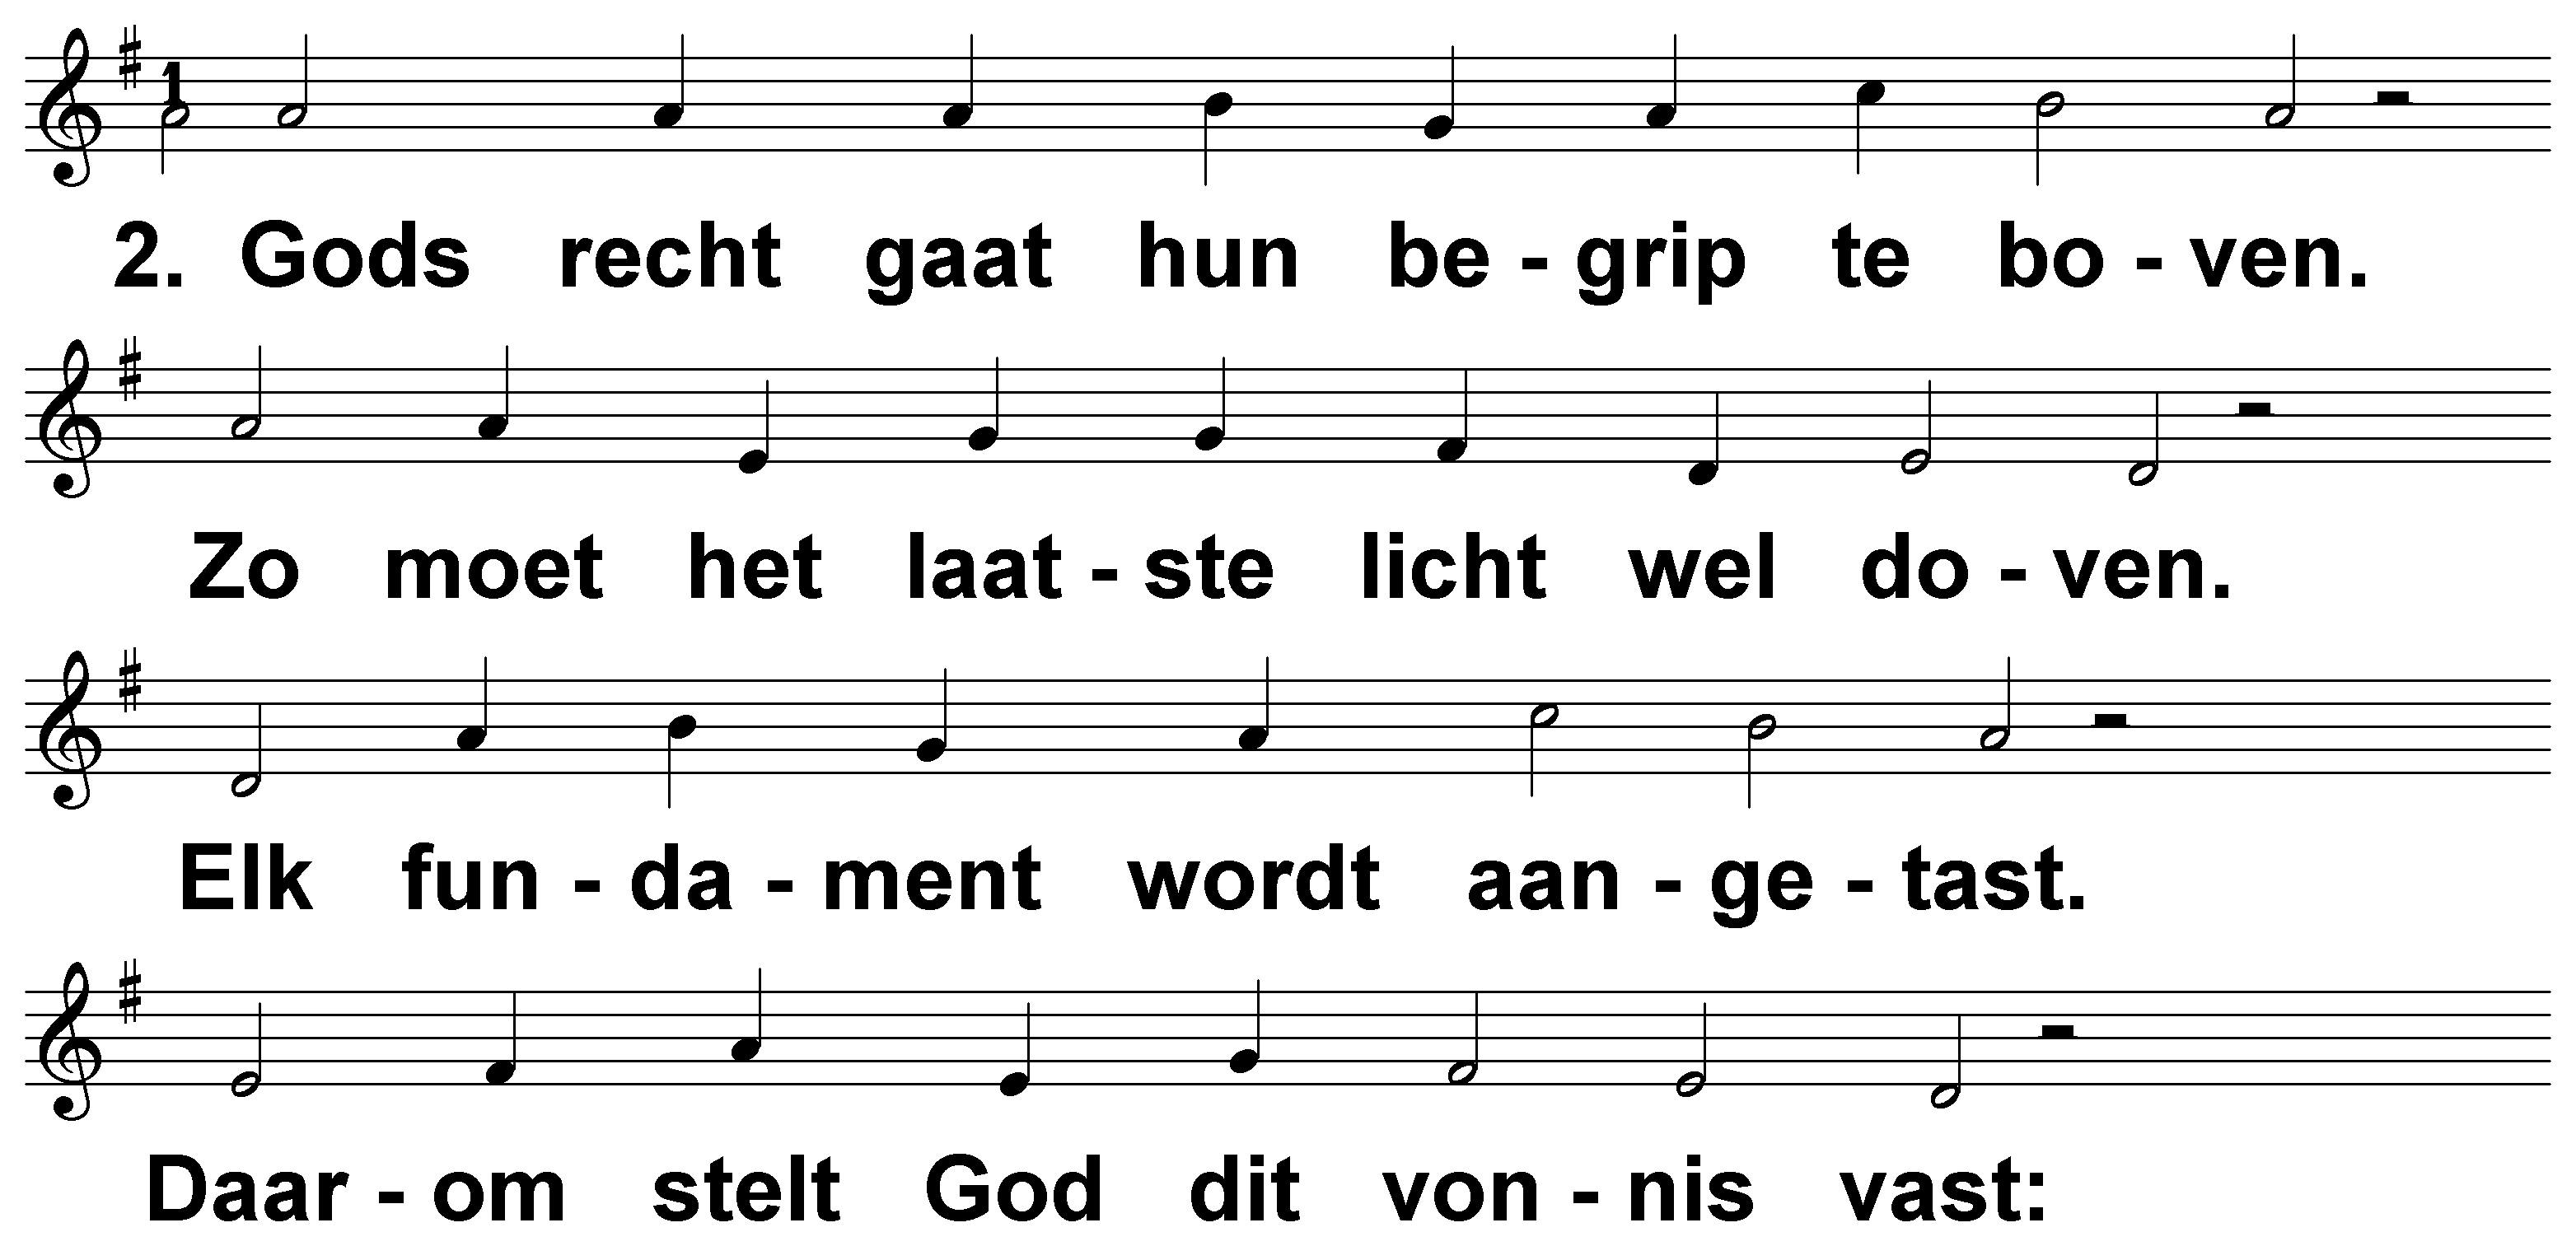 1
2. Gods recht gaat hun be - grip te bo - ven.
Zo moet het laat - ste licht wel do - ven.
Elk fun - da - ment wordt aan - ge - tast.
Daar - om stelt God dit von - nis vast: